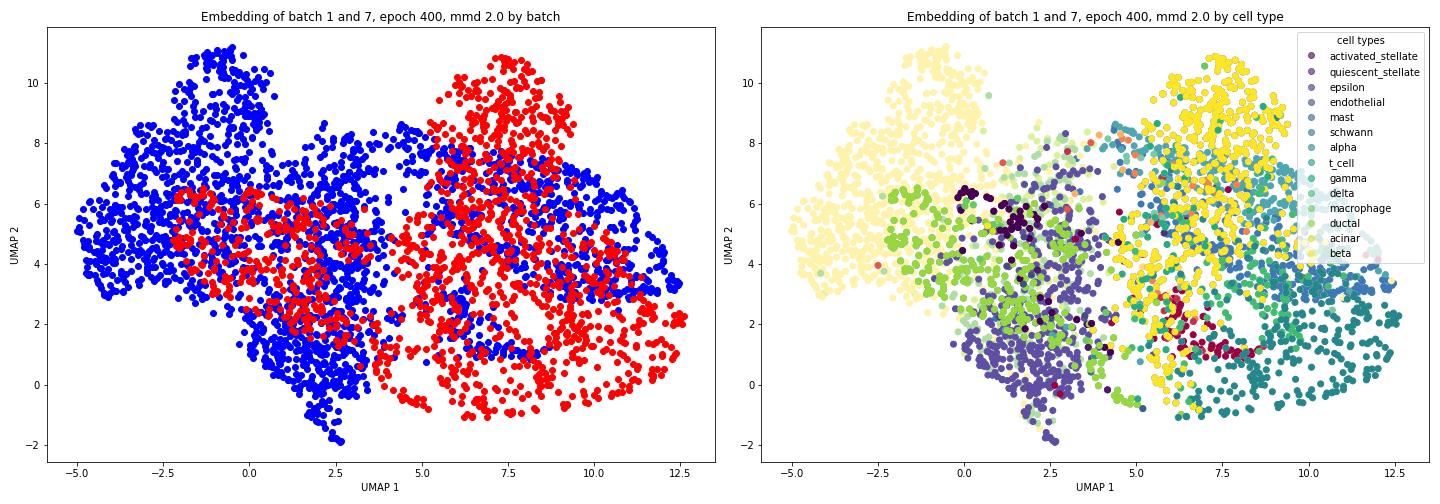 Embedding of batch 1 and 7, epoch 400, mmd 2.0 by batch
10
8
6
4
2
0
−2
UMAP 2
−5.0
−2.5
0.0
2.5
5.0
7.5
10.0
12.5
UMAP 1
Embedding of batch 1 and 7, epoch 400, mmd 2.0 by cell type
cell types
activated_stellate
quiescent_stellate
epsilon
endothelial
mast
schwann
alpha
t_cell
gamma
delta
macrophage
ductal
acinar
beta
10
8
6
4
2
0
−2
UMAP 2
−5.0
−2.5
0.0
2.5
5.0
7.5
10.0
12.5
UMAP 1